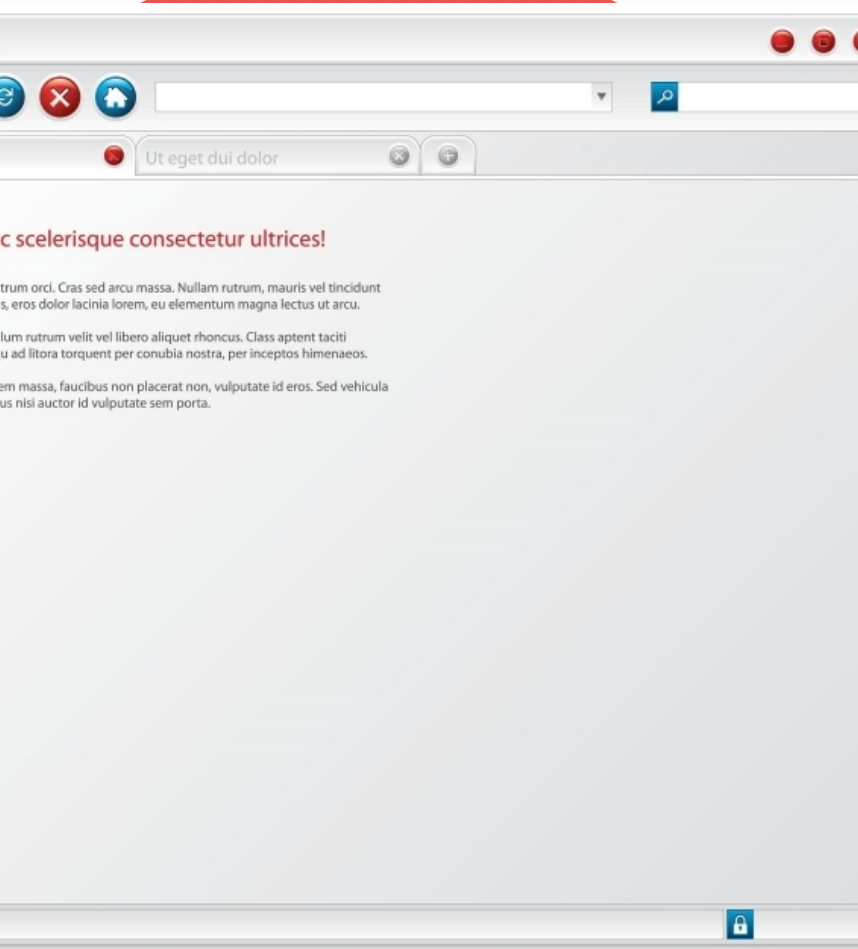 Ut eget dui dolor
c scelerisque consectetur ultrices!
trum orci. Cras sed arcu massa. Nullam rutrum, mauris vel tincidunt
s, eros dolor lacinia lorem, eu elementum magna lectus ut arcu.
lum rutrum velit vel libero aliquet rhoncus. Class aptent taciti
u ad litora torquent per conubia nostra, per inceptos himenaeos.
em massa, faucibus non placerat non, vulputate id eros. Sed vehicula
us nisi auctor id vulputate sem porta.